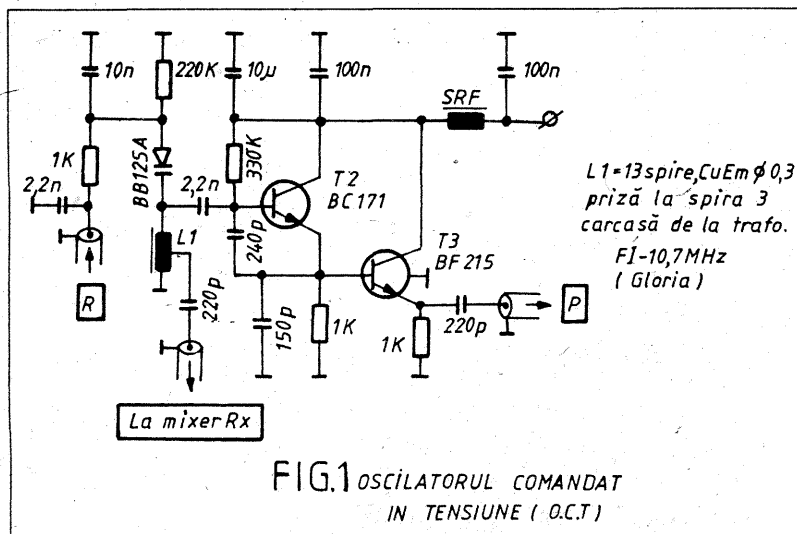 10n
220K
10μ
100n
100n
SRF
1K
BB125A
330K
T2
BC171
2,2n
2,2n
L1
240p
T3
BF215
R
220p
150p
1K
1K
220p
P
La mixer Rx
L1=13spire,CuEmϕ0,3
priză la spira 3
carcasă de la trafo.
FI-10,7MHz
(Gloria)
FIG.1 OSCILATORUL COMANDAT
IN TENSIUNE (O.C.T)